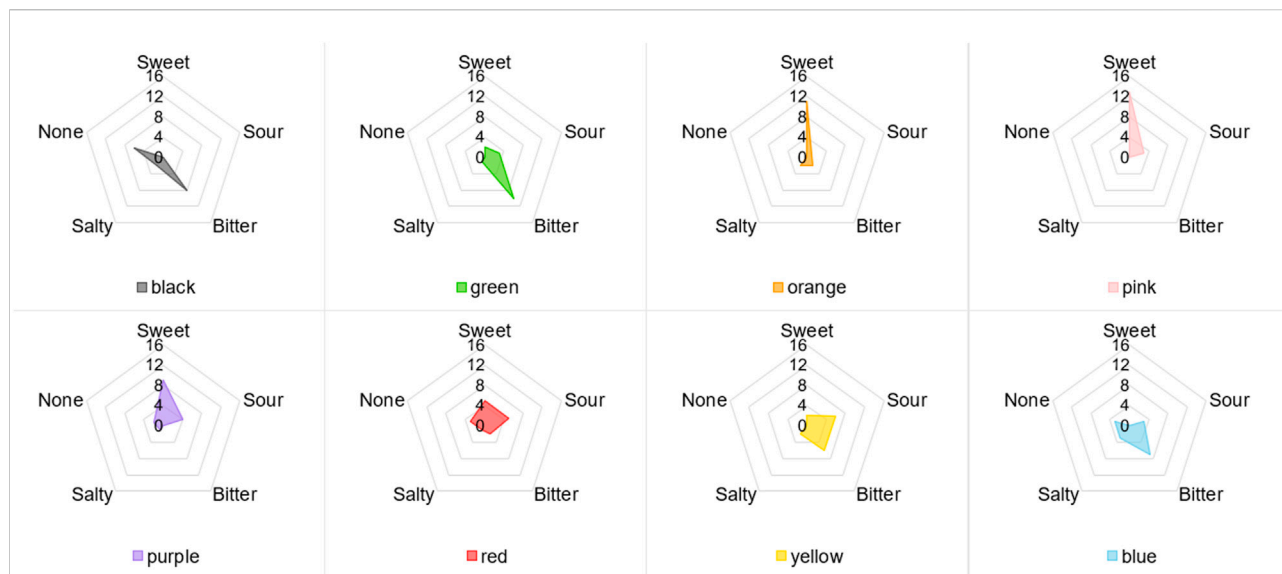 Sweet
16
12
8
4
0
None
Sour
Salty
Bitter
black
Sweet
16
12
8
4
0
None
Sour
Salty
Bitter
green
Sweet
16
12
8
4
0
None
Sour
Salty
Bitter
orange
Sweet
16
12
8
4
0
None
Sour
Salty
Bitter
pink
Sweet
16
12
8
4
0
None
Sour
Salty
Bitter
purple
Sweet
16
12
8
4
0
None
Sour
Salty
Bitter
red
Sweet
16
12
8
4
0
None
Sour
Salty
Bitter
yellow
Sweet
16
12
8
4
0
None
Sour
Salty
Bitter
blue